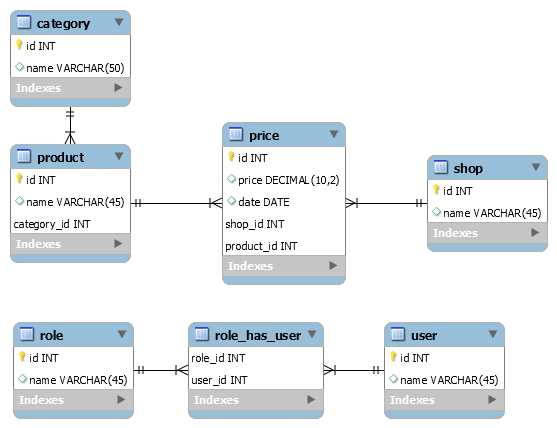 category
id INT
name VARCHAR(50)
Indexes
product
id INT
name VARCHAR(45)
category_id INT
Indexes
price
id INT
price DECIMAL(10,2)
date DATE
shop_id INT
product_id INT
Indexes
shop
id INT
name VARCHAR(45)
Indexes
role
id INT
name VARCHAR(45)
Indexes
role_has_user
role_id INT
user_id INT
Indexes
user
id INT
name VARCHAR(45)
Indexes